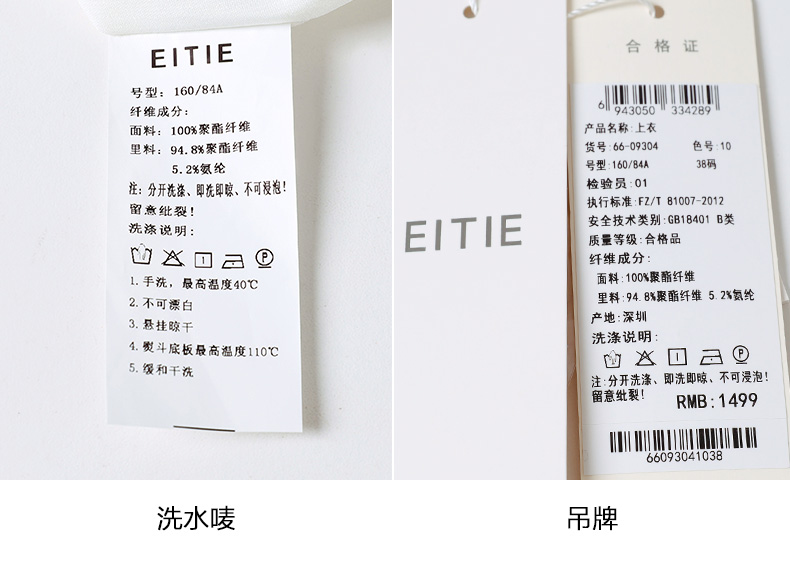 EITIE
号型：160/84A
纤维成分：
面料：100%聚酯纤维
里料：94.8%聚酯纤维
5.2%氨纶
注：分开洗涤、即洗即晾、不可浸泡！
留意纰裂！
洗涤说明：
1.手洗，最高温度40℃
2.不可漂白
3.悬挂晾干
4.熨斗底板最高温度110℃
5.缓和干洗
洗水唛
EITIE
合格证
6 943050 334289
产品名称:上衣
货号:66-09304 色号:10
号型:160/84A 38码
检验员:01
执行标准:FZ/T 81007-2012
安全技术类别:GB18401 B类
质量等级:合格品
纤维成分:
面料:100%聚酯纤维
里料:94.8%聚酯纤维 5.2%氨纶
产地:深圳
洗涤说明:
注:分开洗涤、即洗即晾、不可浸泡!
留意纰裂!
RMB:1499
66093041038
吊牌